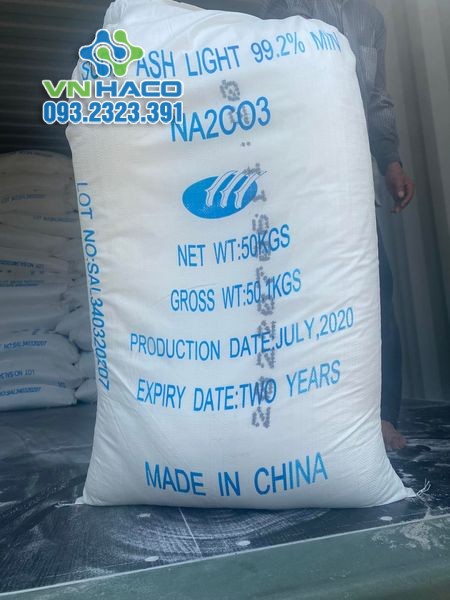 VNHACO
093.2323.391
ASH LIGHT 99.2% MIN
NA2CO3
NET WT:50KGS
GROSS WT:50.1KGS
PRODUCTION DATE:JULY,2020
EXPIRY DATE:TWO YEARS
MADE IN CHINA
LOT NO:SAL340320207